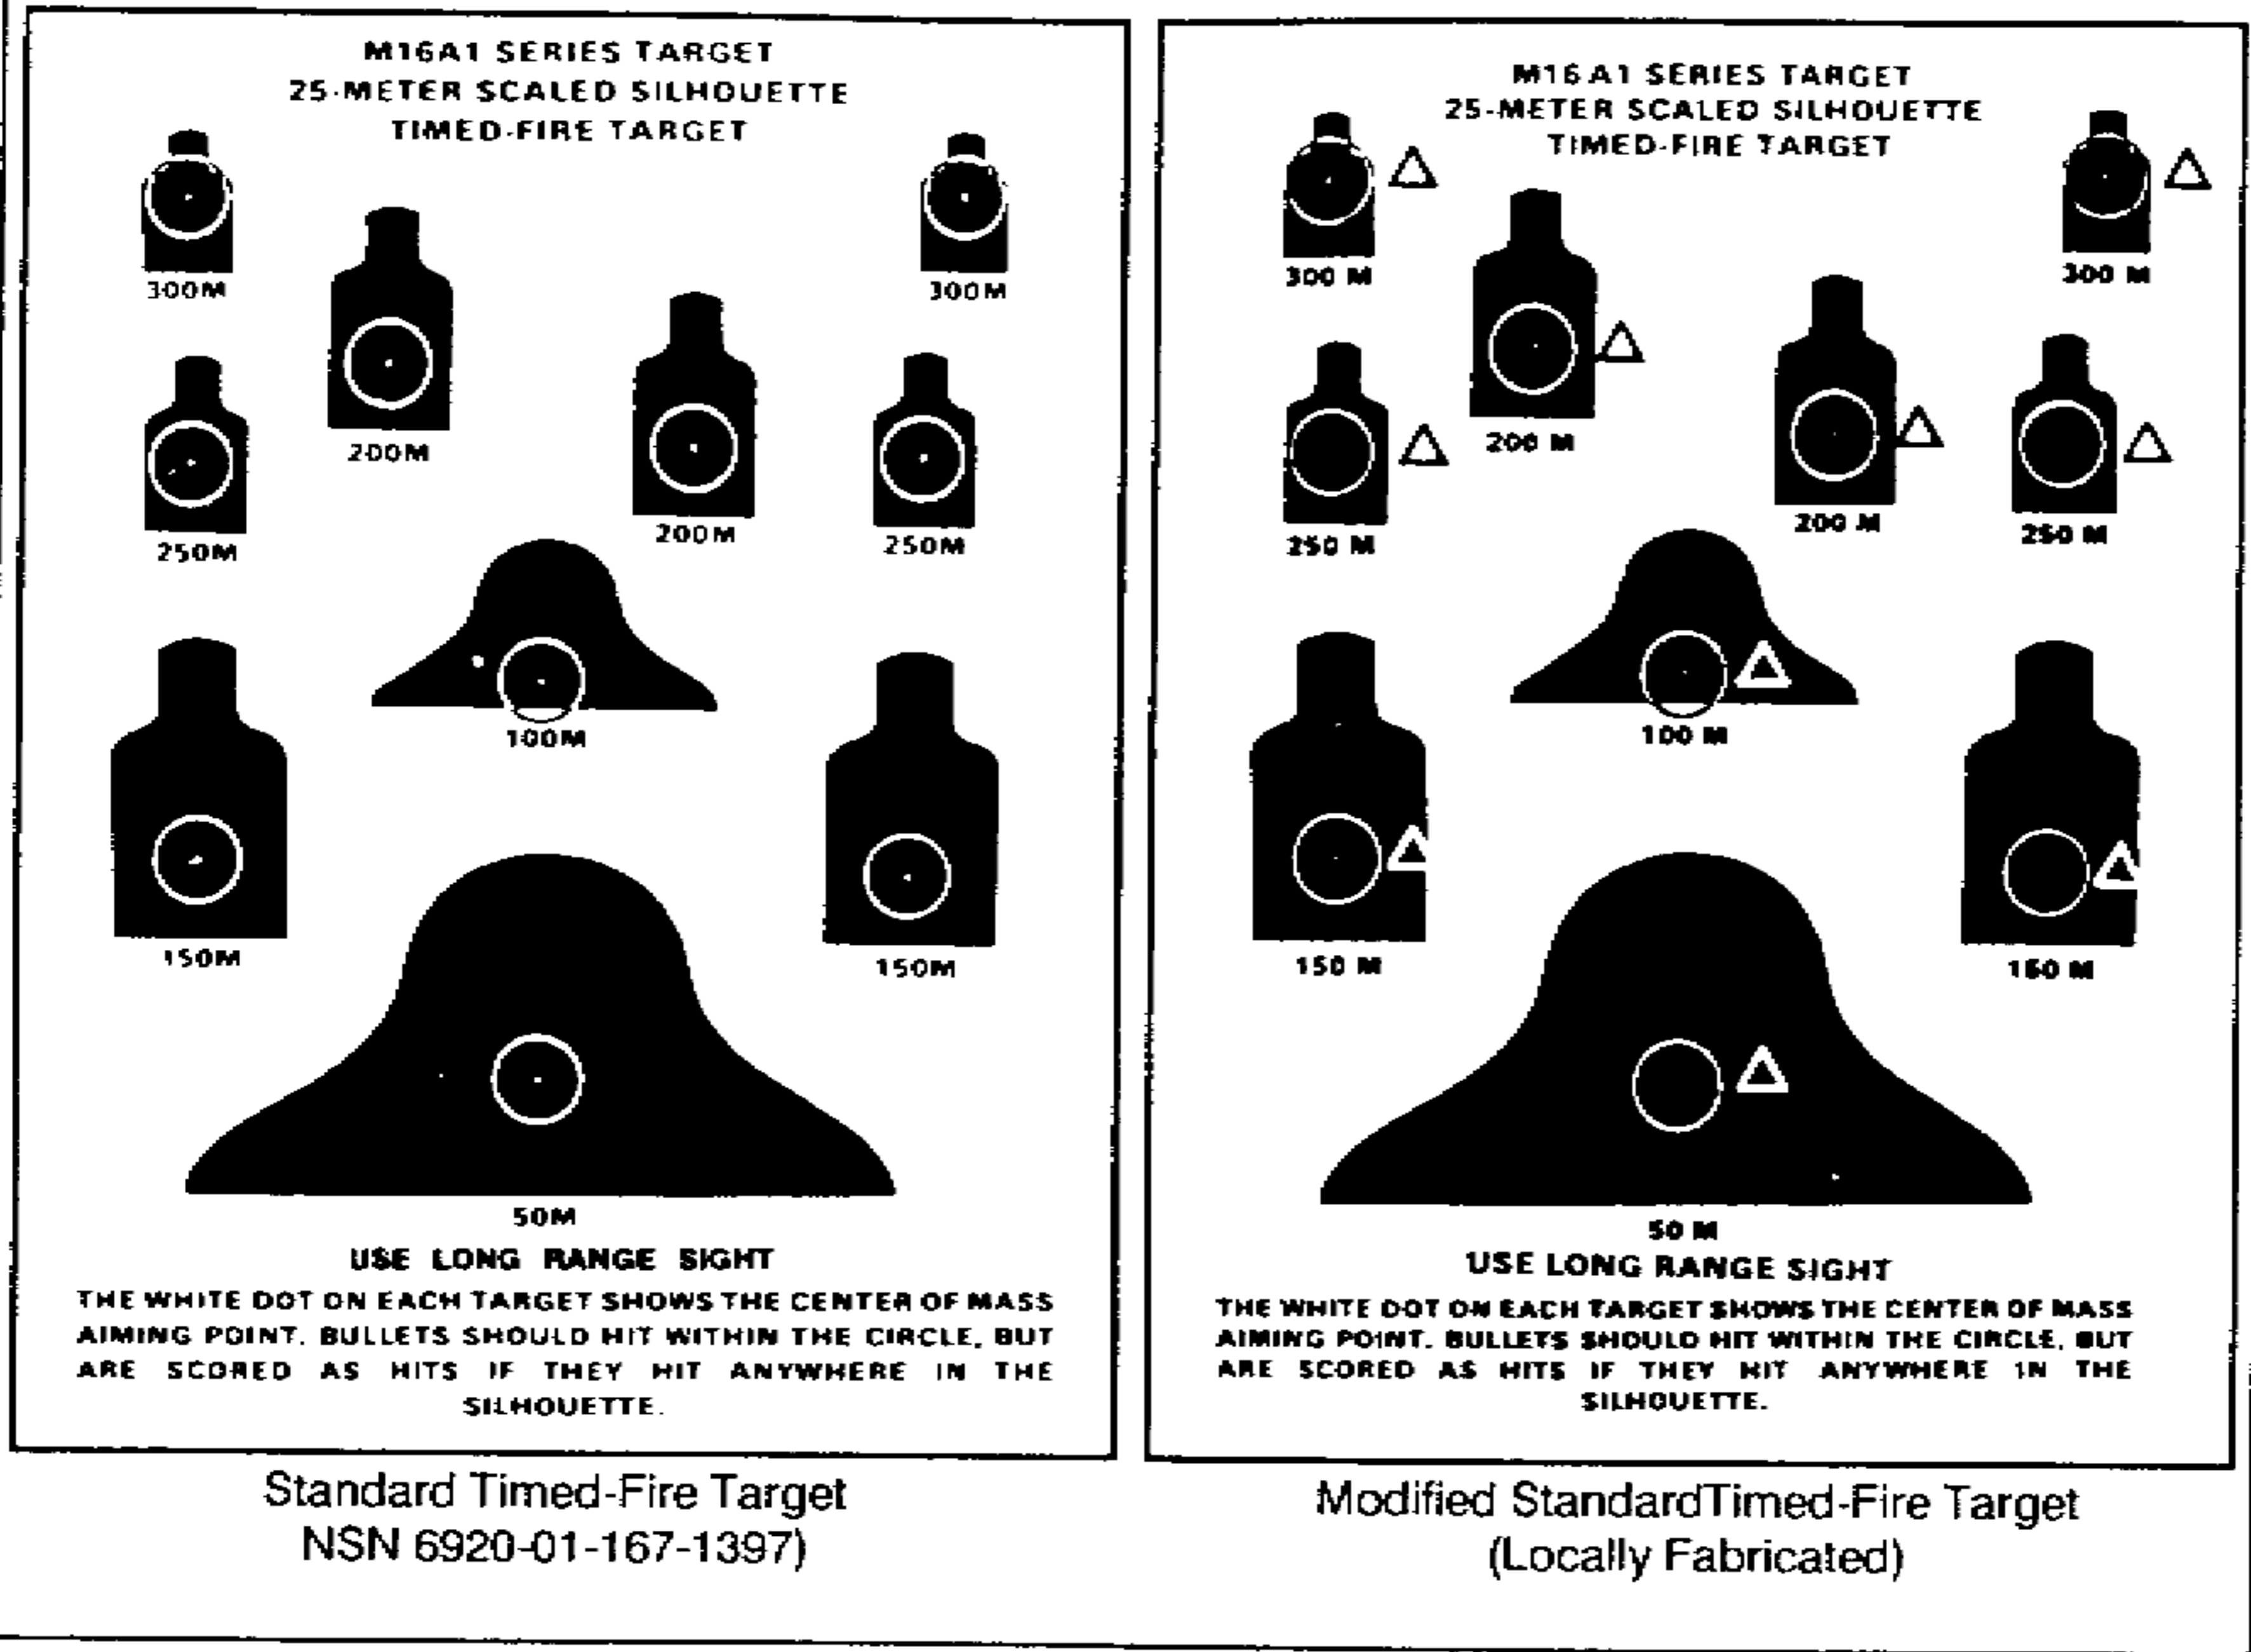 M16A1 SERIES TARGET
25-METER SCALED SILHOUETTE
TIMED-FIRE TARGET
300M
300M
200M
250M
200M
250M
100M
150M
150M
50M
USE LONG RANGE SIGHT
THE WHITE DOT ON EACH TARGET SHOWS THE CENTER OF MASS
AIMING POINT. BULLETS SHOULD HIT WITHIN THE CIRCLE, BUT
ARE SCORED AS HITS IF THEY HIT ANYWHERE IN THE
SILHOUETTE.
Standard Timed-Fire Target
NSN 6920-01-167-1397)
M16A1 SERIES TARGET
25-METER SCALED SILHOUETTE
TIMED-FIRE TARGET
300 M
300 M
200 M
250 M
200 M
250 M
100 M
150 M
150 M
50 M
USE LONG RANGE SIGHT
THE WHITE DOT ON EACH TARGET SHOWS THE CENTER OF MASS
AIMING POINT. BULLETS SHOULD HIT WITHIN THE CIRCLE, BUT
ARE SCORED AS HITS IF THEY HIT ANYWHERE IN THE
SILHOUETTE.
Modified StandardTimed-Fire Target
(Locally Fabricated)